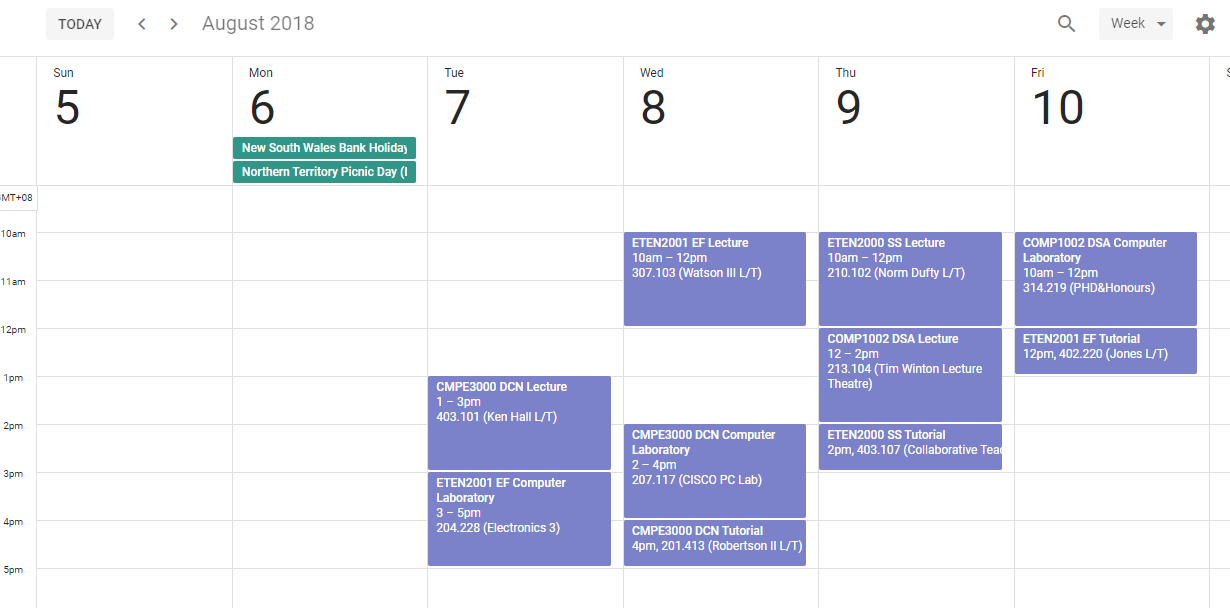 TODAY
August 2018
Week
Sun
5
Mon
6
Tue
7
Wed
8
Thu
9
Fri
10
New South Wales Bank Holiday
Northern Territory Picnic Day (
MT+08
10am
11am
12pm
1pm
2pm
3pm
4pm
5pm
CMPE3000 DCN Lecture
1 – 3pm
403.101 (Ken Hall L/T)
ETEN2001 EF Computer
Laboratory
3 – 5pm
204.228 (Electronics 3)
ETEN2001 EF Lecture
10am – 12pm
307.103 (Watson III L/T)
CMPE3000 DCN Computer
Laboratory
2 – 4pm
207.117 (CISCO PC Lab)
CMPE3000 DCN Tutorial
4pm, 201.413 (Robertson II L/T)
ETEN2000 SS Lecture
10am – 12pm
210.102 (Norm Dufty L/T)
COMP1002 DSA Lecture
12 – 2pm
213.104 (Tim Winton Lecture
Theatre)
ETEN2000 SS Tutorial
2pm, 403.107 (Collaborative Teac
COMP1002 DSA Computer
Laboratory
10am – 12pm
314.219 (PHD&Honours)
ETEN2001 EF Tutorial
12pm, 402.220 (Jones L/T)